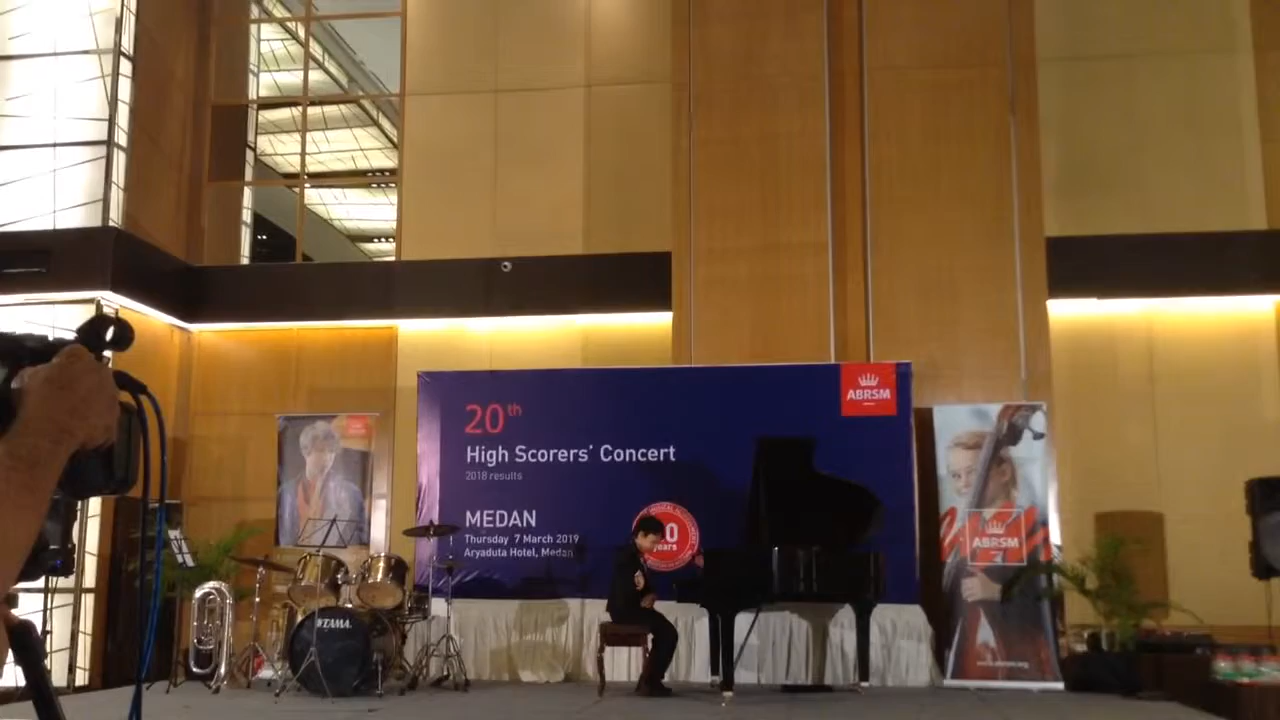 20th
High Scorers' Concert
2018 results
MEDAN
Thursday 7 March 2019
Aryaduta Hotel, Medan
ABRSM
years
TAMA
ABRSM